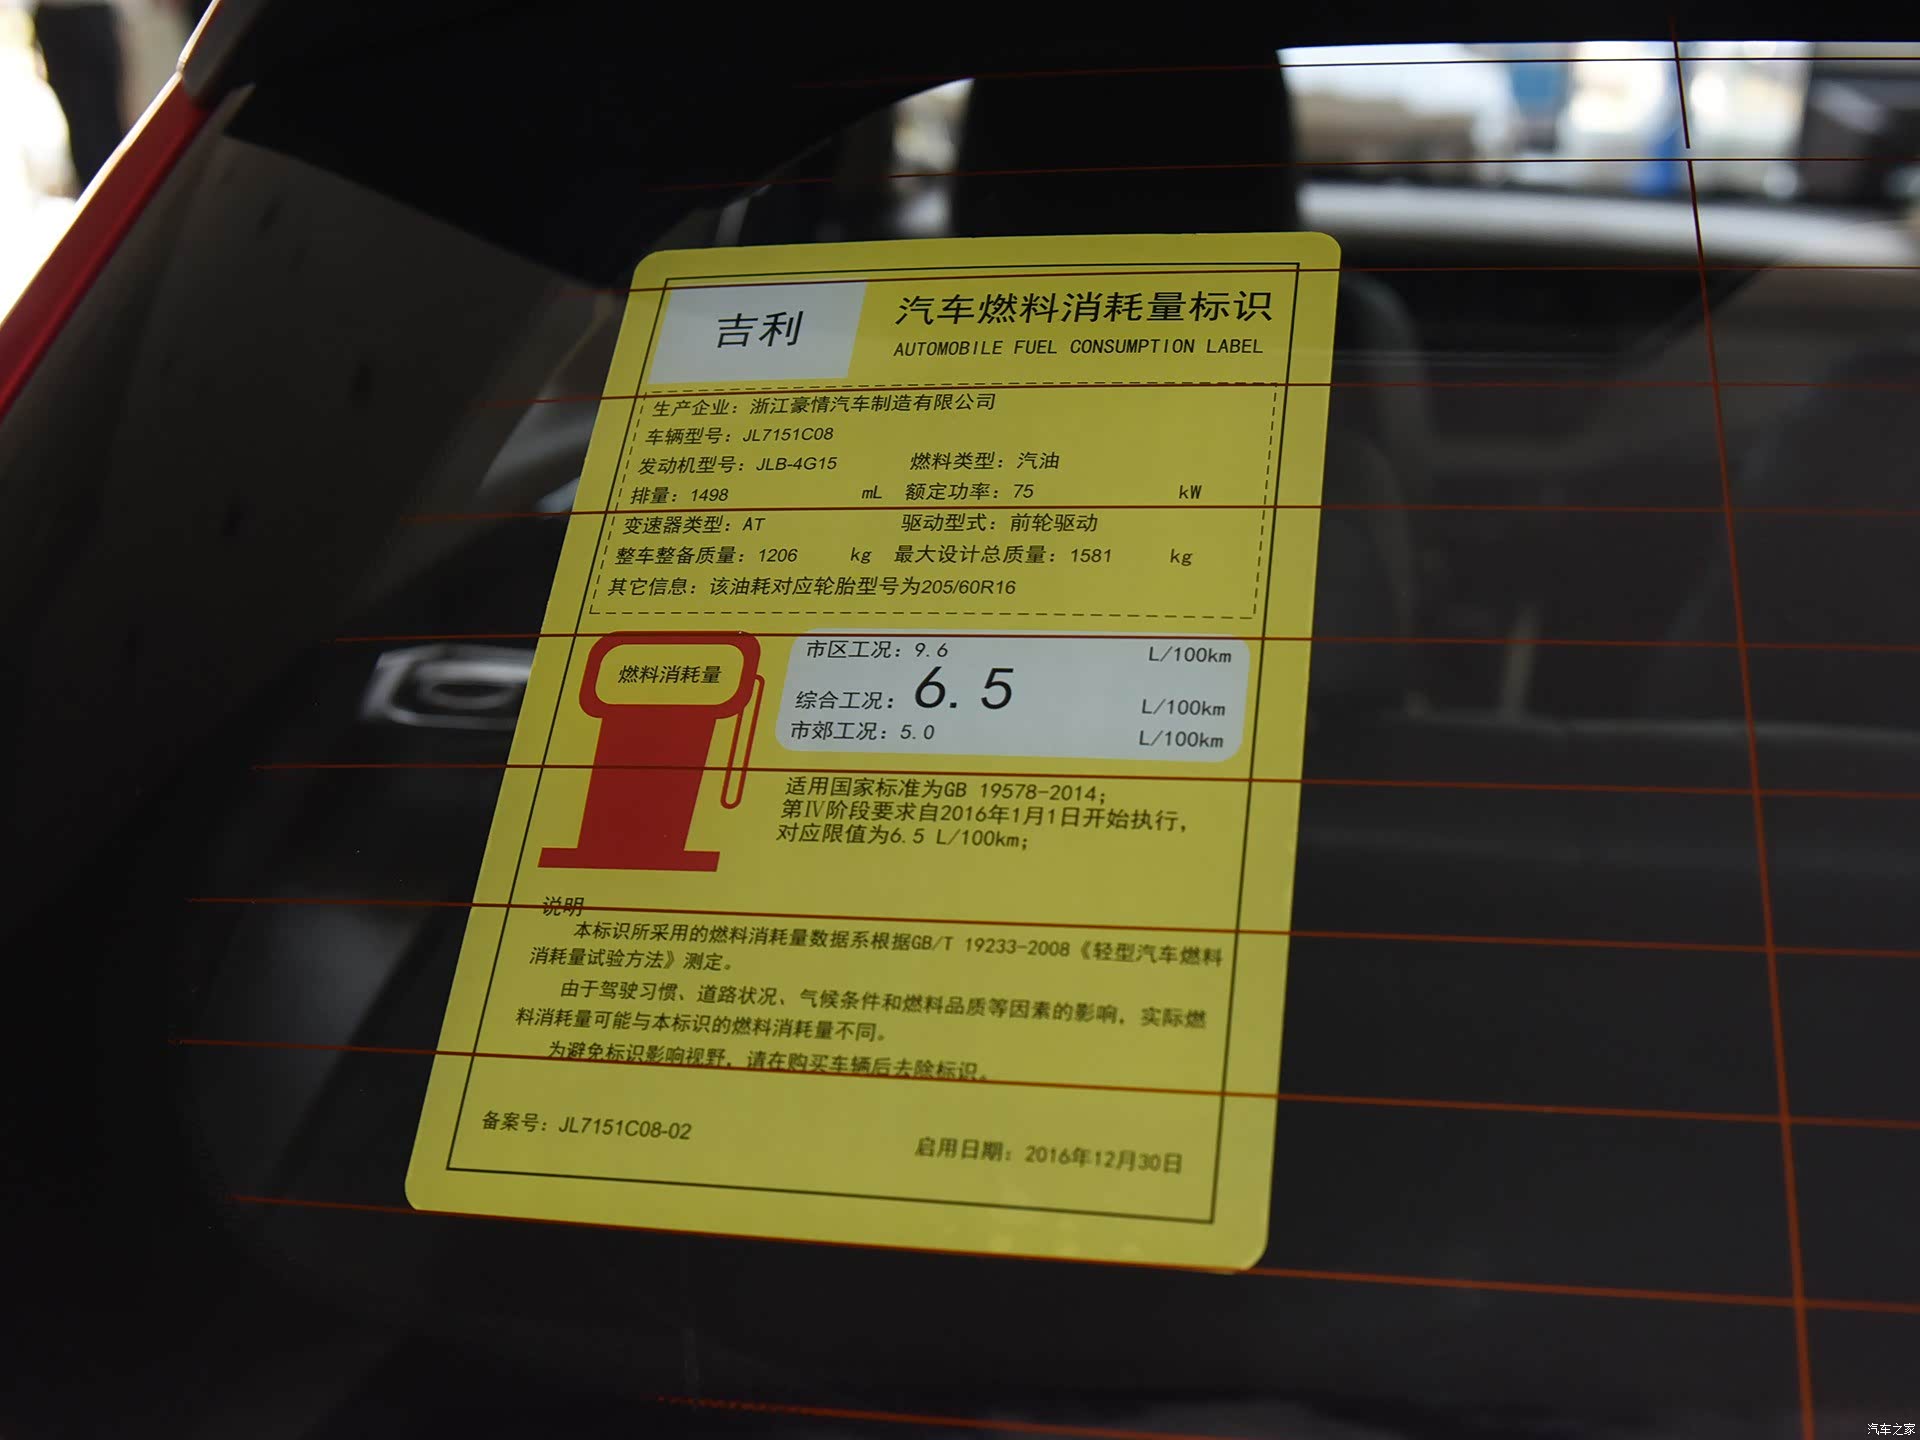 吉利
汽车燃料消耗量标识
AUTOMOBILE FUEL CONSUMPTION LABEL
生产企业：浙江豪情汽车制造有限公司
车辆型号：JL7151C08
发动机型号：JLB-4G15 燃料类型：汽油
排量：1498 mL 额定功率：75 kW
变速器类型：AT 驱动型式：前轮驱动
整车整备质量：1206 kg 最大设计总质量：1581 kg
其它信息：该油耗对应轮胎型号为205/60R16
燃料消耗量
市区工况：9.6 L/100km
综合工况：6.5 L/100km
市郊工况：5.0 L/100km
适用国家标准为GB 19578-2014；
第Ⅳ阶段要求自2016年1月1日开始执行，
对应限值为6.5 L/100km；
说明
本标识所采用的燃料消耗量数据系根据GB/T 19233-2008《轻型汽车燃料
消耗量试验方法》测定。
由于驾驶习惯、道路状况、气候条件和燃料品质等因素的影响，实际燃
料消耗量可能与本标识的燃料消耗量不同。
为避免标识影响视野，请在购买车辆后去除标识。
备案号：JL7151C08-02
启用日期：2016年12月30日
汽车之家